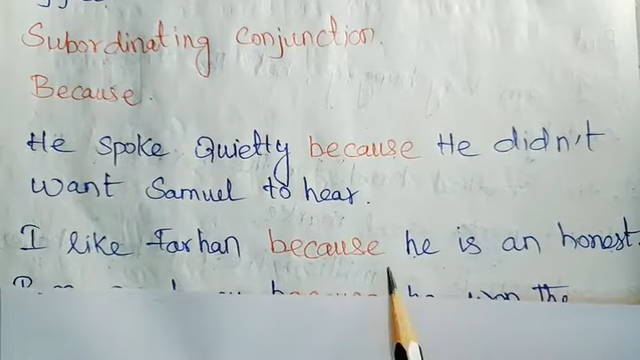 Subordinating conjunction.
Because.
He spoke Quietly because He didn't
want Samuel to hear.
I like Farhan because he is an honest.